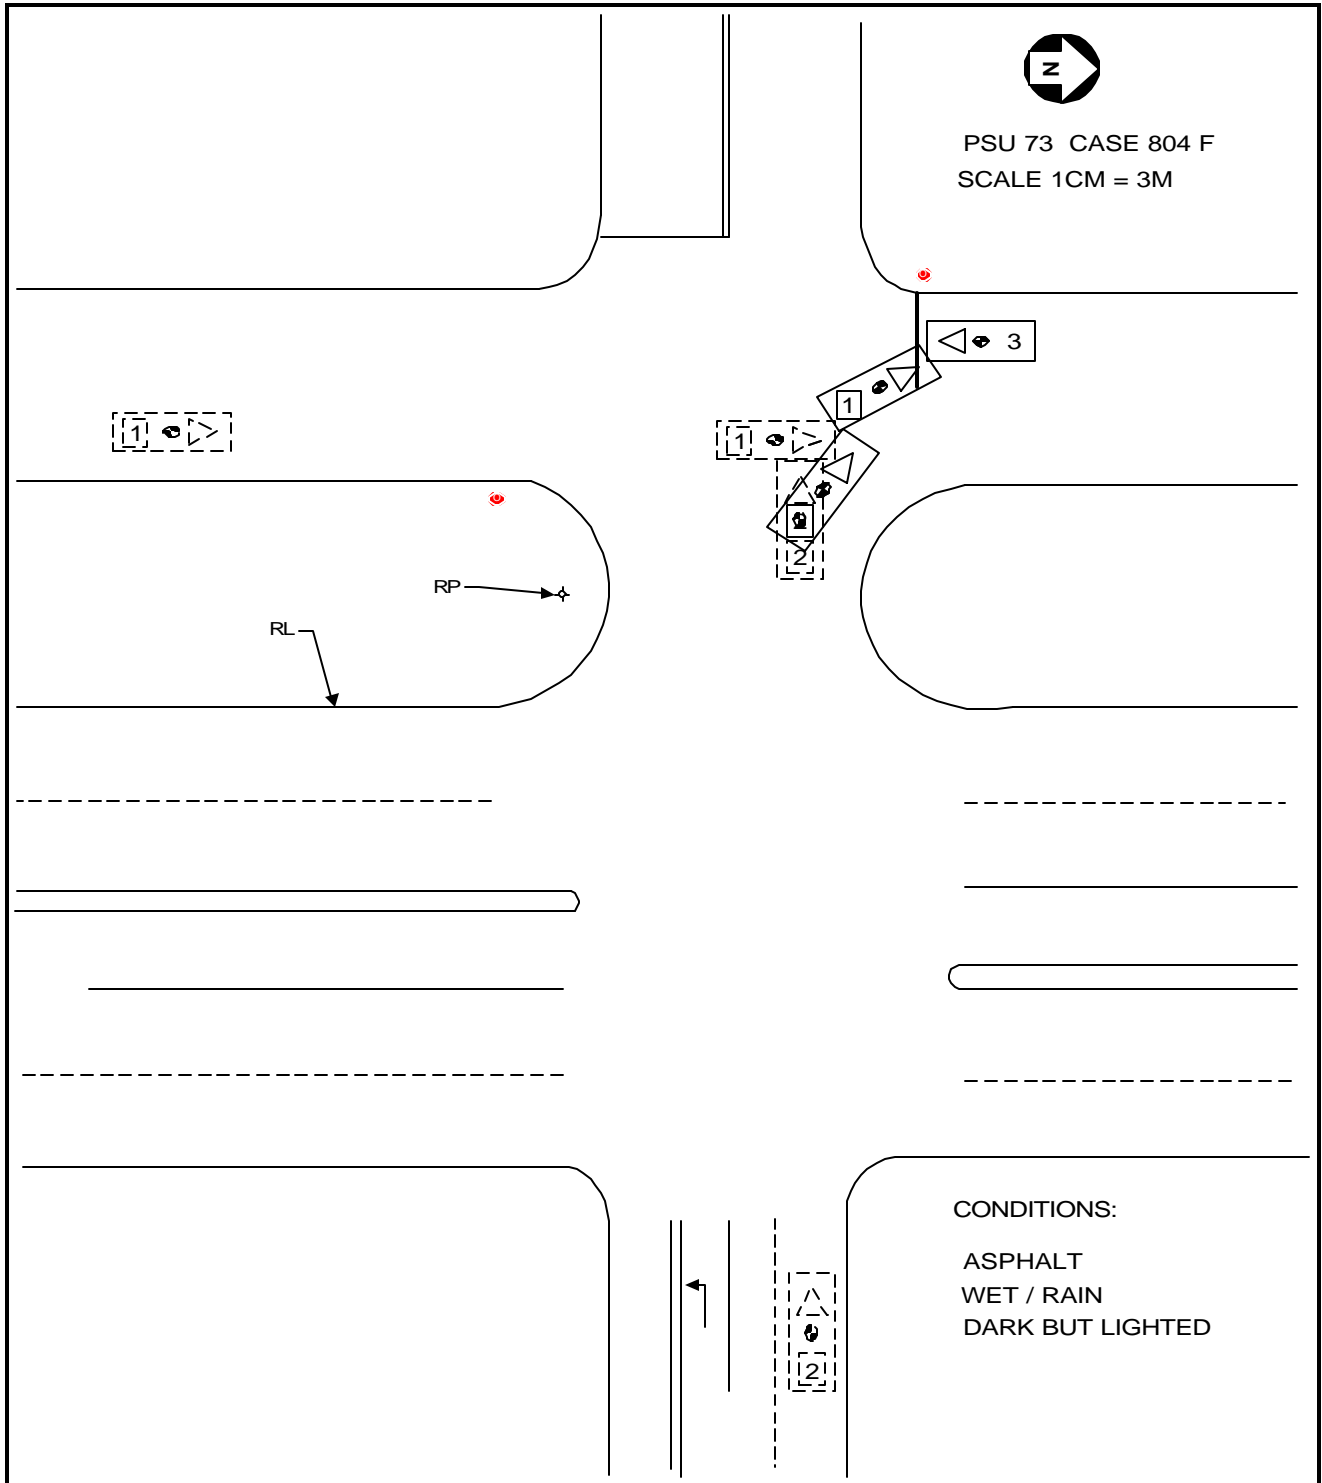 N
PSU 73 CASE 804 F
SCALE 1CM = 3M
3
1
1
1
2
RP
RL
CONDITIONS:
ASPHALT
WET / RAIN
DARK BUT LIGHTED
2